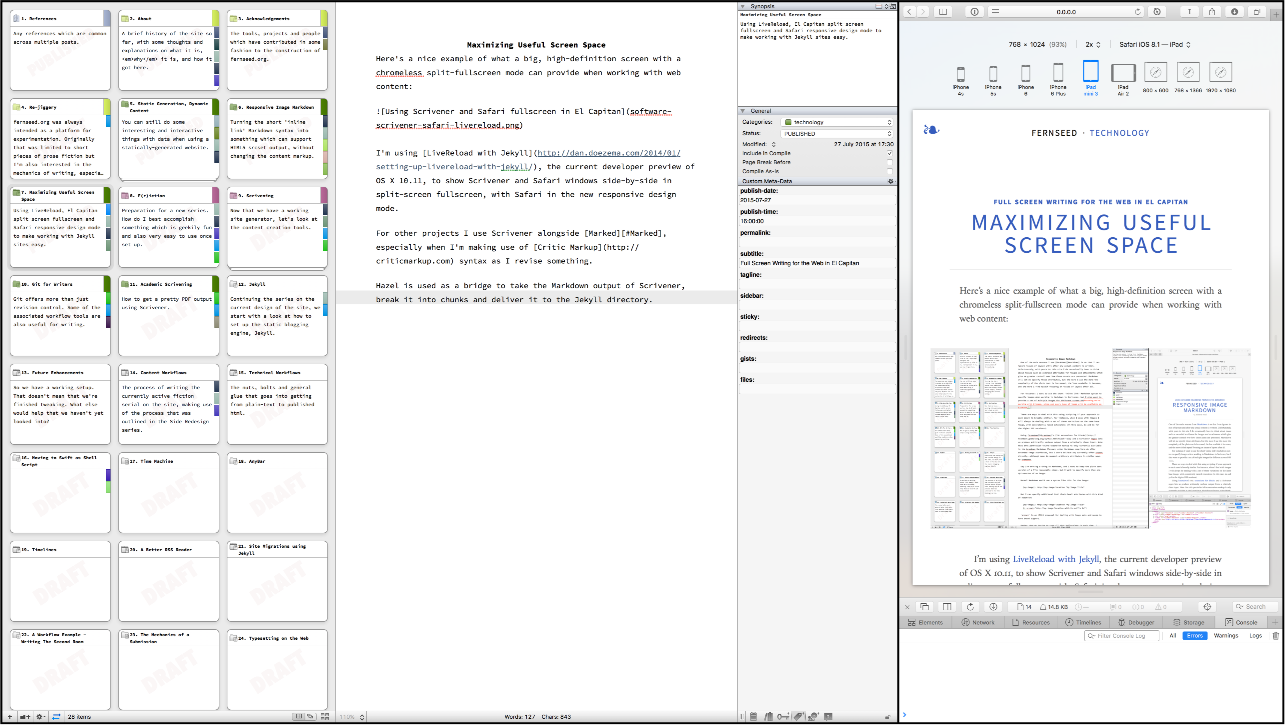 1. References
Any references which are common
across multiple posts.
2. About
A brief history of the site so
far, with some thoughts and
explanations on what it is,
<em>why</em> it is, and how it
got here.
3. Acknowledgements
the tools, projects and people
which have contributed in some
fashion to the construction of
fernseed.org.
4. Re-jiggery
fernseed.org was always
intended as a platform for
experimentation. Originally
that was limited to short
pieces of prose fiction but
I'm also interested in the
mechanics of writing, especia…
5. Static Generation, Dynamic
Content
You can still do some
interesting and interactive
things with data when using a
statically-generated website.
6. Responsive Image Markdown
Turning the short "inline
link" Markdown syntax into
something which can support
HTML5 srcset output, without
changing the content markup.
7. Maximizing Useful Screen
Space
Using LiveReload, El Capitan
split screen fullscreen and
Safari responsive design mode
to make working with Jekyll
sites easy.
8. E(r)ition
Preparation for a new series.
How do I best accomplish
something which is geekily fun
and also very easy to use once
set up.
9. Scrivening
Now that we have a working
site generator, let's look at
the content creation tools.
10. Git for Writers
Git offers more than just
revision control. Some of the
associated workflow tools are
also useful for writing.
11. Academic Scrivening
How to get a pretty PDF output
using Scrivener.
12. Jekyll
Continuing the series on the
current design of the site, we
start with a look at how to
set up the static blogging
engine, Jekyll.
13. Future Enhancements
So we have a working setup.
That doesn't mean that we're
finished tweaking. What else
would help that we haven't yet
looked into?
14. Content Workflows
the process of writing the
currently active fiction
serial on the site, making use
of the process that was
outlined in the Side Redesign
series.
15. Technical Workflows
The nuts, bolts and general
glue that goes into getting
from plain-text to published
html.
16. Moving to Swift as Shell
Script
17. Time Machine
18. AnyBar
19. Timelines
20. A Better RSS Reader
21. Site Migrations using
Jekyll
22. A Workflow Example -
Writing The Second Room
23. The Mechanics of a
Submission
24. Typesetting on the Web
DRAFT
28 items
Maximizing Useful Screen Space
Here's a nice example of what a big, high-definition screen with a
chromeless split-fullscreen mode can provide when working with web
content:
![Using Scrivener and Safari fullscreen in El Capitan](software-
scrivener-safari-livereload.png)
I'm using [LiveReload with Jekyll](http://dan.doezema.com/2014/01/
setting-up-livereload-with-jekyll/), the current developer preview of
OS X 10.11, to show Scrivener and Safari windows side-by-side in
split-screen fullscreen, with Safari in the new responsive design
mode.
For other projects I use Scrivener alongside [Marked][#Marked],
especially when I'm making use of [Critic Markup](http://
criticmarkup.com) syntax as I revise something.
Hazel is used as a bridge to take the Markdown output of Scrivener,
break it into chunks and deliver it to the Jekyll directory.
110%
Words: 127 Chars: 843
Synopsis
Maximizing Useful Screen Space
Using LiveReload, El Capitan split screen
fullscreen and Safari responsive design mode to
make working with Jekyll sites easy.
General
Categories: technology
Status: PUBLISHED
Modified: 27 July 2015 at 17:30
Include in Compile
Page Break Before
Compile As-Is
Custom Meta-Data
publish-date:
2015-07-27
publish-time:
16:00:00
permalink:
subtitle:
Full Screen Writing for the Web in El Capitan
tagline:
sidebar:
sticky:
redirects:
gists:
files:
0.0.0.0
768 × 1024 (93%) 2x Safari iOS 8.1 — iPad
iPhone
4s
iPhone
5s
iPhone
6
iPhone
6 Plus
iPad
mini 3
iPad
Air 2
800 x 600
768 x 1366
1920 x 1080
FERNSEED · TECHNOLOGY
FULL SCREEN WRITING FOR THE WEB IN EL CAPITAN
MAXIMIZING USEFUL
SCREEN SPACE
Here's a nice example of what a big, high-definition screen with a
chromeless split-fullscreen mode can provide when working with
web content:
RESPONSIVE IMAGE
MARKDOWN
I'm using LiveReload with Jekyll, the current developer preview
of OS X 10.11, to show Scrivener and Safari windows side-by-side in
14 14.8 KB
Search
Elements Network Resources Timelines Debugger Storage Console
Filter Console Log
All Errors Warnings Logs